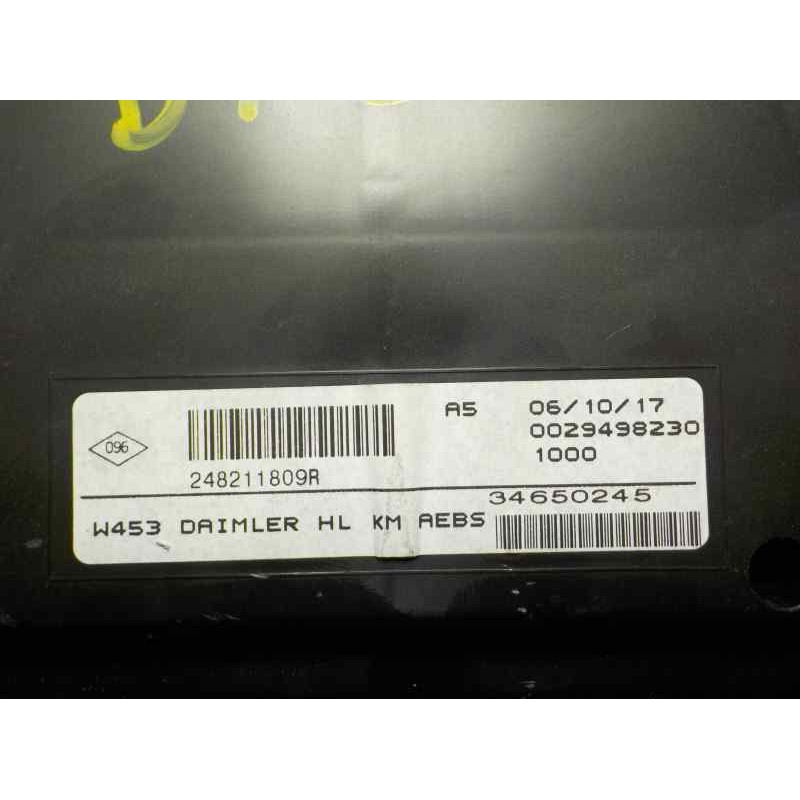 096
248211809R
A5 06/10/17
0029498230
1000
34650245
W453 DAIMLER HL KM AEBS